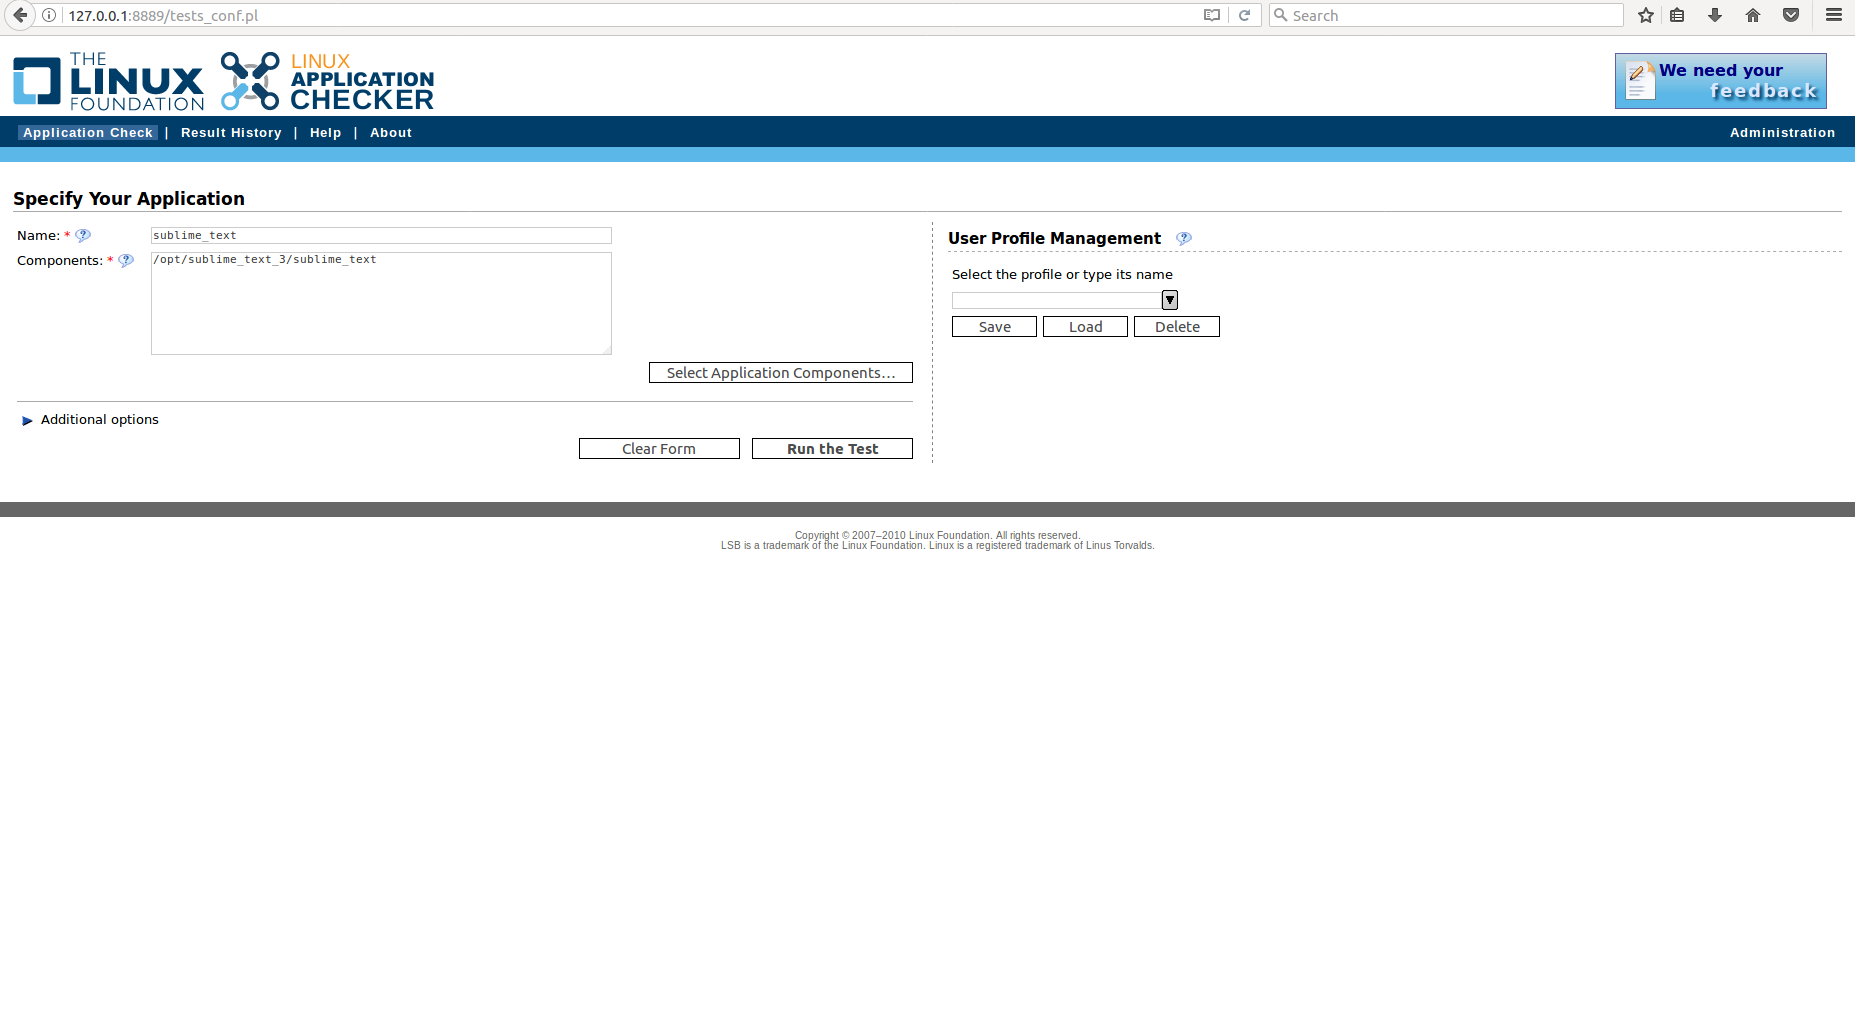 127.0.0.1:8889/tests_conf.pl
Search
THE
LINUX
FOUNDATION
LINUX
APPLICATION
CHECKER
We need your
feedback
Application Check | Result History | Help | About
Administration
Specify Your Application
Name: *
sublime_text
Components: *
/opt/sublime_text_3/sublime_text
Select Application Components...
Additional options
Clear Form
Run the Test
User Profile Management
Select the profile or type its name
Save
Load
Delete
Copyright © 2007–2010 Linux Foundation. All rights reserved.
LSB is a trademark of the Linux Foundation. Linux is a registered trademark of Linus Torvalds.